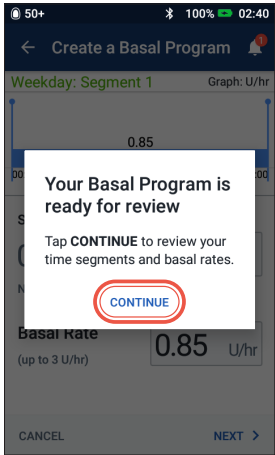 50+ 100% 02:40
Create a Basal Program 1
Weekday: Segment 1 Graph: U/hr
0.85
Your Basal Program is
ready for review
Tap CONTINUE to review your
time segments and basal rates.
CONTINUE
Basal Rate
(up to 3 U/hr)
0.85 U/hr
CANCEL NEXT